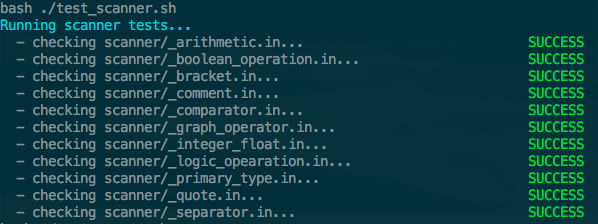 bash ./test_scanner.sh
Running scanner tests...
- checking scanner/_arithmetic.in... SUCCESS
- checking scanner/_boolean_operation.in... SUCCESS
- checking scanner/_bracket.in... SUCCESS
- checking scanner/_comment.in... SUCCESS
- checking scanner/_comparator.in... SUCCESS
- checking scanner/_graph_operator.in... SUCCESS
- checking scanner/_integer_float.in... SUCCESS
- checking scanner/_logic_opearation.in... SUCCESS
- checking scanner/_primary_type.in... SUCCESS
- checking scanner/_quote.in... SUCCESS
- checking scanner/_separator.in... SUCCESS